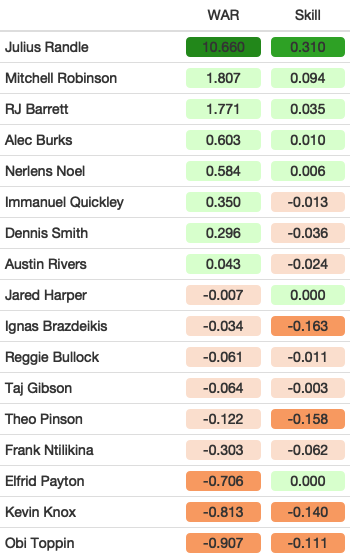 WAR Skill
Julius Randle 10.660 0.310
Mitchell Robinson 1.807 0.094
RJ Barrett 1.771 0.035
Alec Burks 0.603 0.010
Nerlens Noel 0.584 0.006
Immanuel Quickley 0.350 -0.013
Dennis Smith 0.296 -0.036
Austin Rivers 0.043 -0.024
Jared Harper -0.007 0.000
Ignas Brazdeikis -0.034 -0.163
Reggie Bullock -0.061 -0.011
Taj Gibson -0.064 -0.003
Theo Pinson -0.122 -0.158
Frank Ntilikina -0.303 -0.062
Elfrid Payton -0.706 0.000
Kevin Knox -0.813 -0.140
Obi Toppin -0.907 -0.111